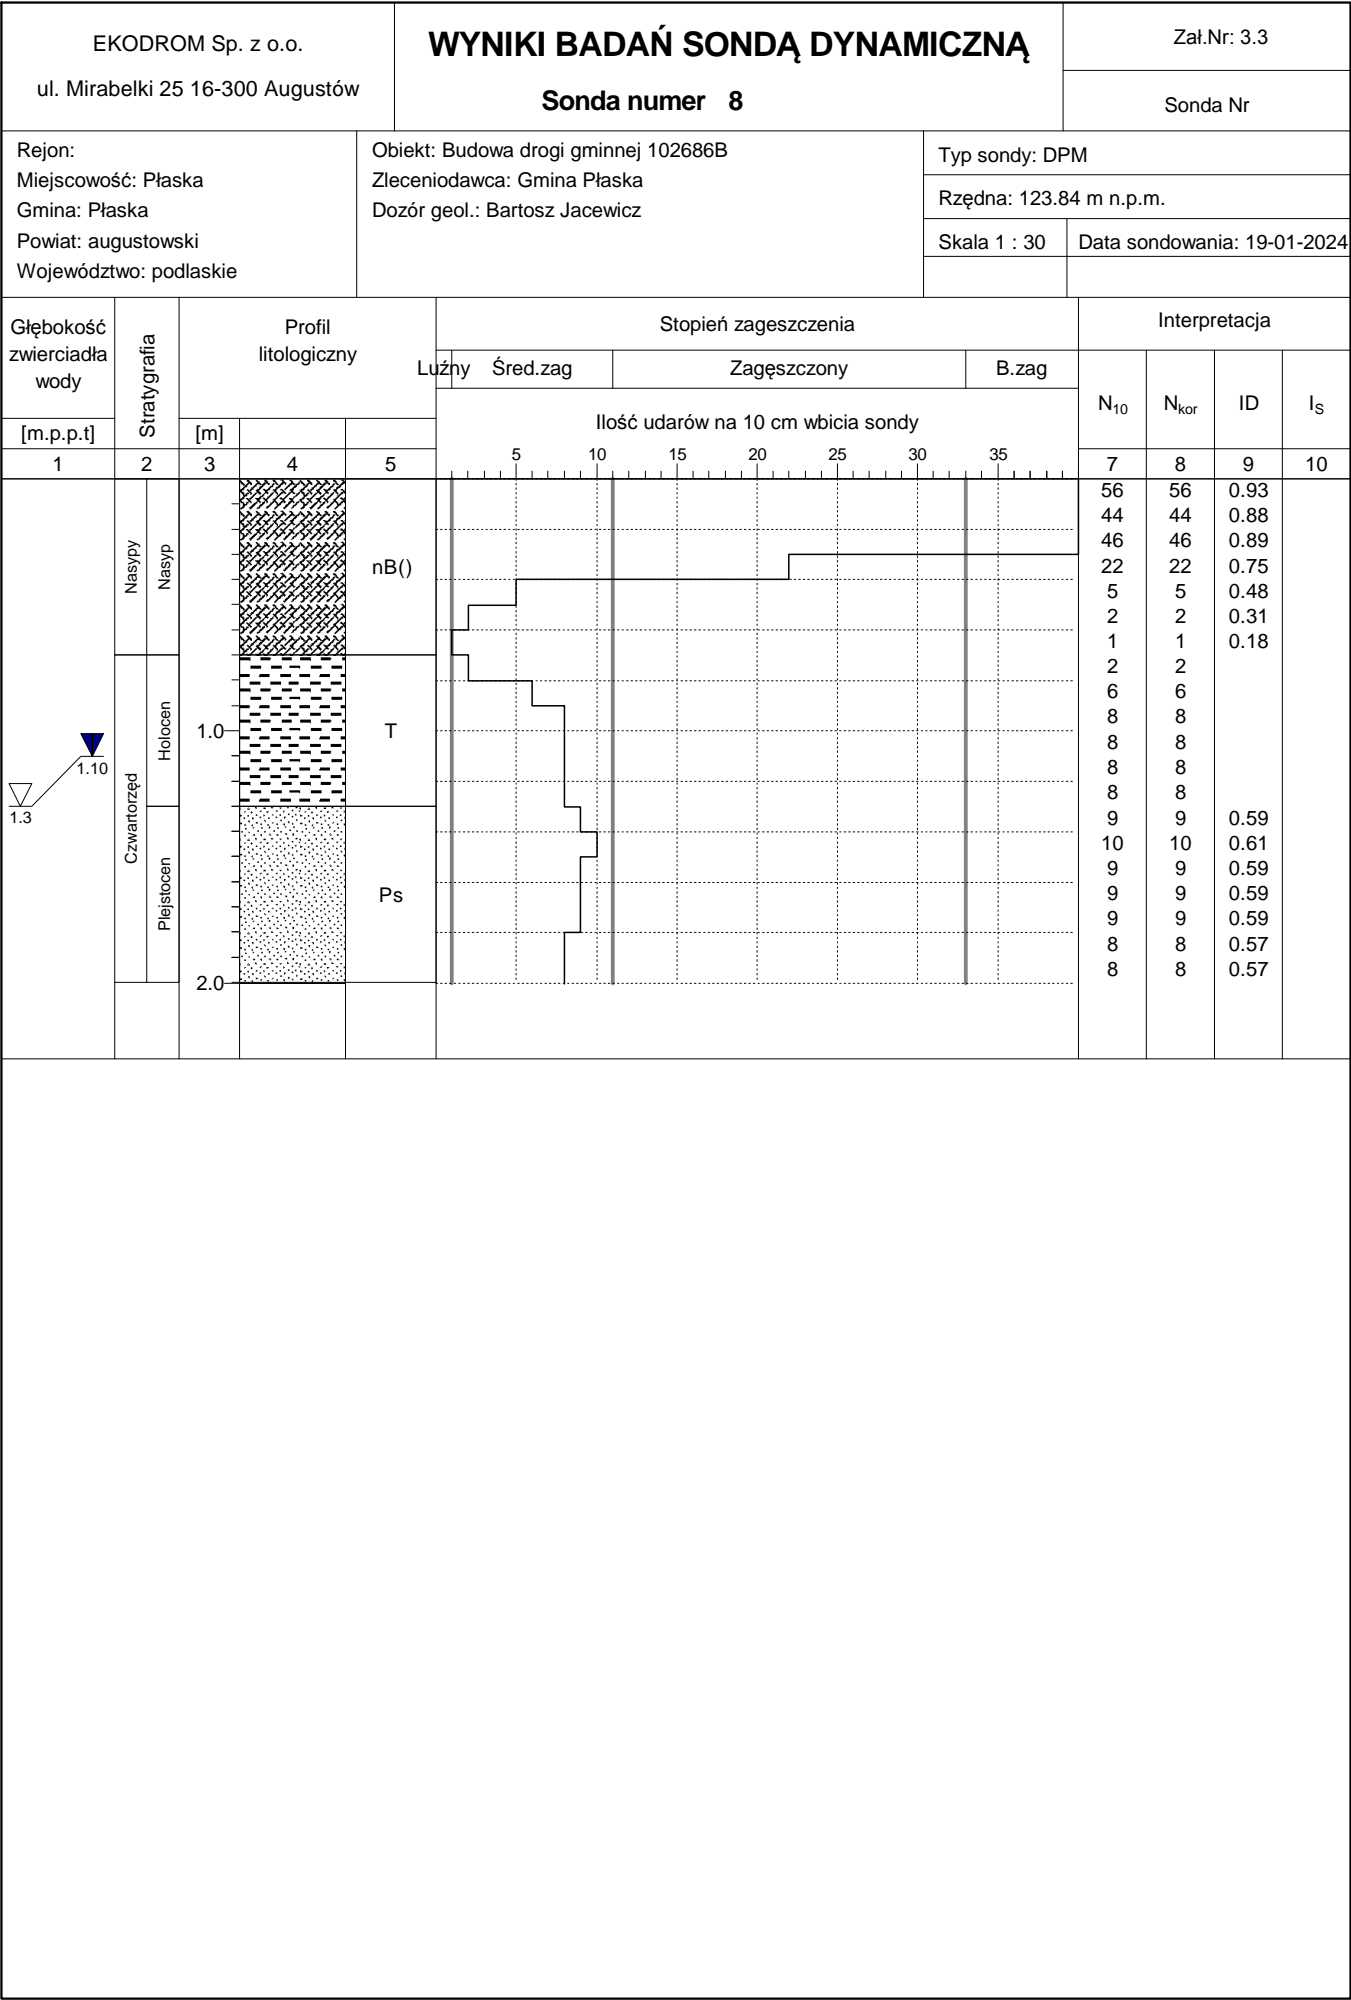 EKODROM Sp. z o.o.
ul. Mirabelki 25 16-300 Augustów
WYNIKI BADAŃ SONDĄ DYNAMICZNĄ
Sonda numer 8
Zał.Nr: 3.3
Sonda Nr
Rejon:
Miejscowość: Płaska
Gmina: Płaska
Powiat: augustowski
Województwo: podlaskie
Obiekt: Budowa drogi gminnej 102686B
Zleceniodawca: Gmina Płaska
Dozór geol.: Bartosz Jacewicz
Typ sondy: DPM
Rzędna: 123.84 m n.p.m.
Skala 1 : 30 Data sondowania: 19-01-2024
Głębokość
zwierciadła
wody
[m.p.p.t]
Stratygrafia
Profil
litologiczny
[m]
Stopień zageszczenia
Luźny Śred.zag Zagęszczony B.zag
Ilość udarów na 10 cm wbicia sondy
5 10 15 20 25 30 35
Interpretacja
N10 Nkor ID IS
1 2 3 4 5 7 8 9 10
1.10
1.3
Nasypy
Nasyp
Czwartorzęd
Holocen
Plejstocen
1.0
2.0
nB()
T
Ps
56 56 0.93
44 44 0.88
46 46 0.89
22 22 0.75
5 5 0.48
2 2 0.31
1 1 0.18
2 2
6 6
8 8
8 8
8 8
8 8
9 9 0.59
10 10 0.61
9 9 0.59
9 9 0.59
9 9 0.59
8 8 0.57
8 8 0.57